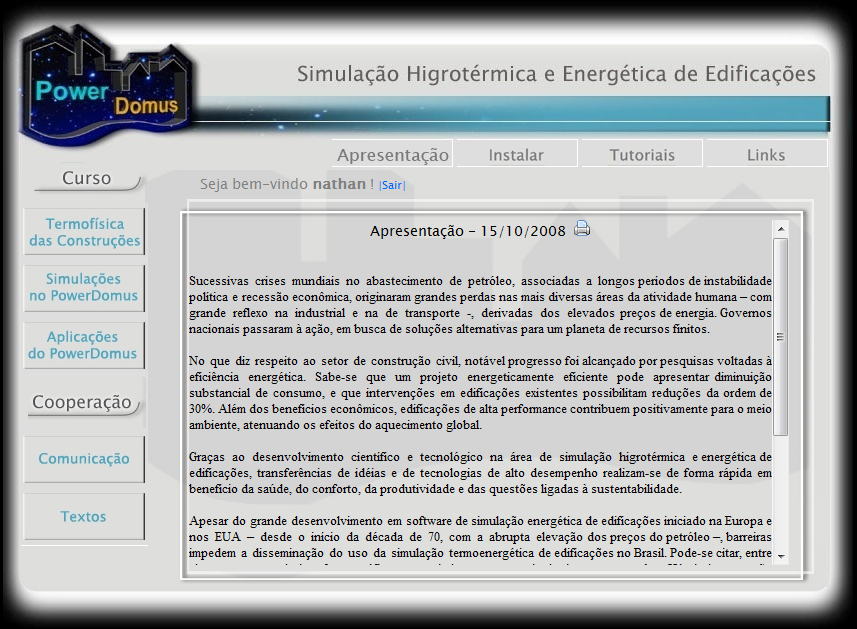 Power
Domus
Simulação Higrotérmica e Energética de Edificações
Apresentação
Instalar
Tutoriais
Links
Seja bem-vindo nathan ! |Sair|
Curso
Termofísica
das Construções
Simulações
no PowerDomus
Aplicações
do PowerDomus
Cooperação
Comunicação
Textos
Apresentação - 15/10/2008
Sucessivas crises mundiais no abastecimento de petróleo, associadas a longos períodos de instabilidade
política e recessão econômica, originaram grandes perdas nas mais diversas áreas da atividade humana – com
grande reflexo na industrial e na de transporte -, derivadas dos elevados preços de energia. Governos
nacionais passaram à ação, em busca de soluções alternativas para um planeta de recursos finitos.
No que diz respeito ao setor de construção civil, notável progresso foi alcançado por pesquisas voltadas à
eficiência energética. Sabe-se que um projeto energeticamente eficiente pode apresentar diminuição
substancial de consumo, e que intervenções em edificações existentes possibilitam reduções da ordem de
30%. Além dos benefícios econômicos, edificações de alta performance contribuem positivamente para o meio
ambiente, atenuando os efeitos do aquecimento global.
Graças ao desenvolvimento científico e tecnológico na área de simulação higrotérmica e energética de
edificações, transferências de idéias e de tecnologias de alto desempenho realizam-se de forma rápida em
benefício da saúde, do conforto, da produtividade e das questões ligadas à sustentabilidade.
Apesar do grande desenvolvimento em software de simulação energética de edificações iniciado na Europa e
nos EUA – desde o início da década de 70, com a abrupta elevação dos preços do petróleo –, barreiras
impedem a disseminação do uso da simulação termoenergética de edificações no Brasil. Pode-se citar, entre